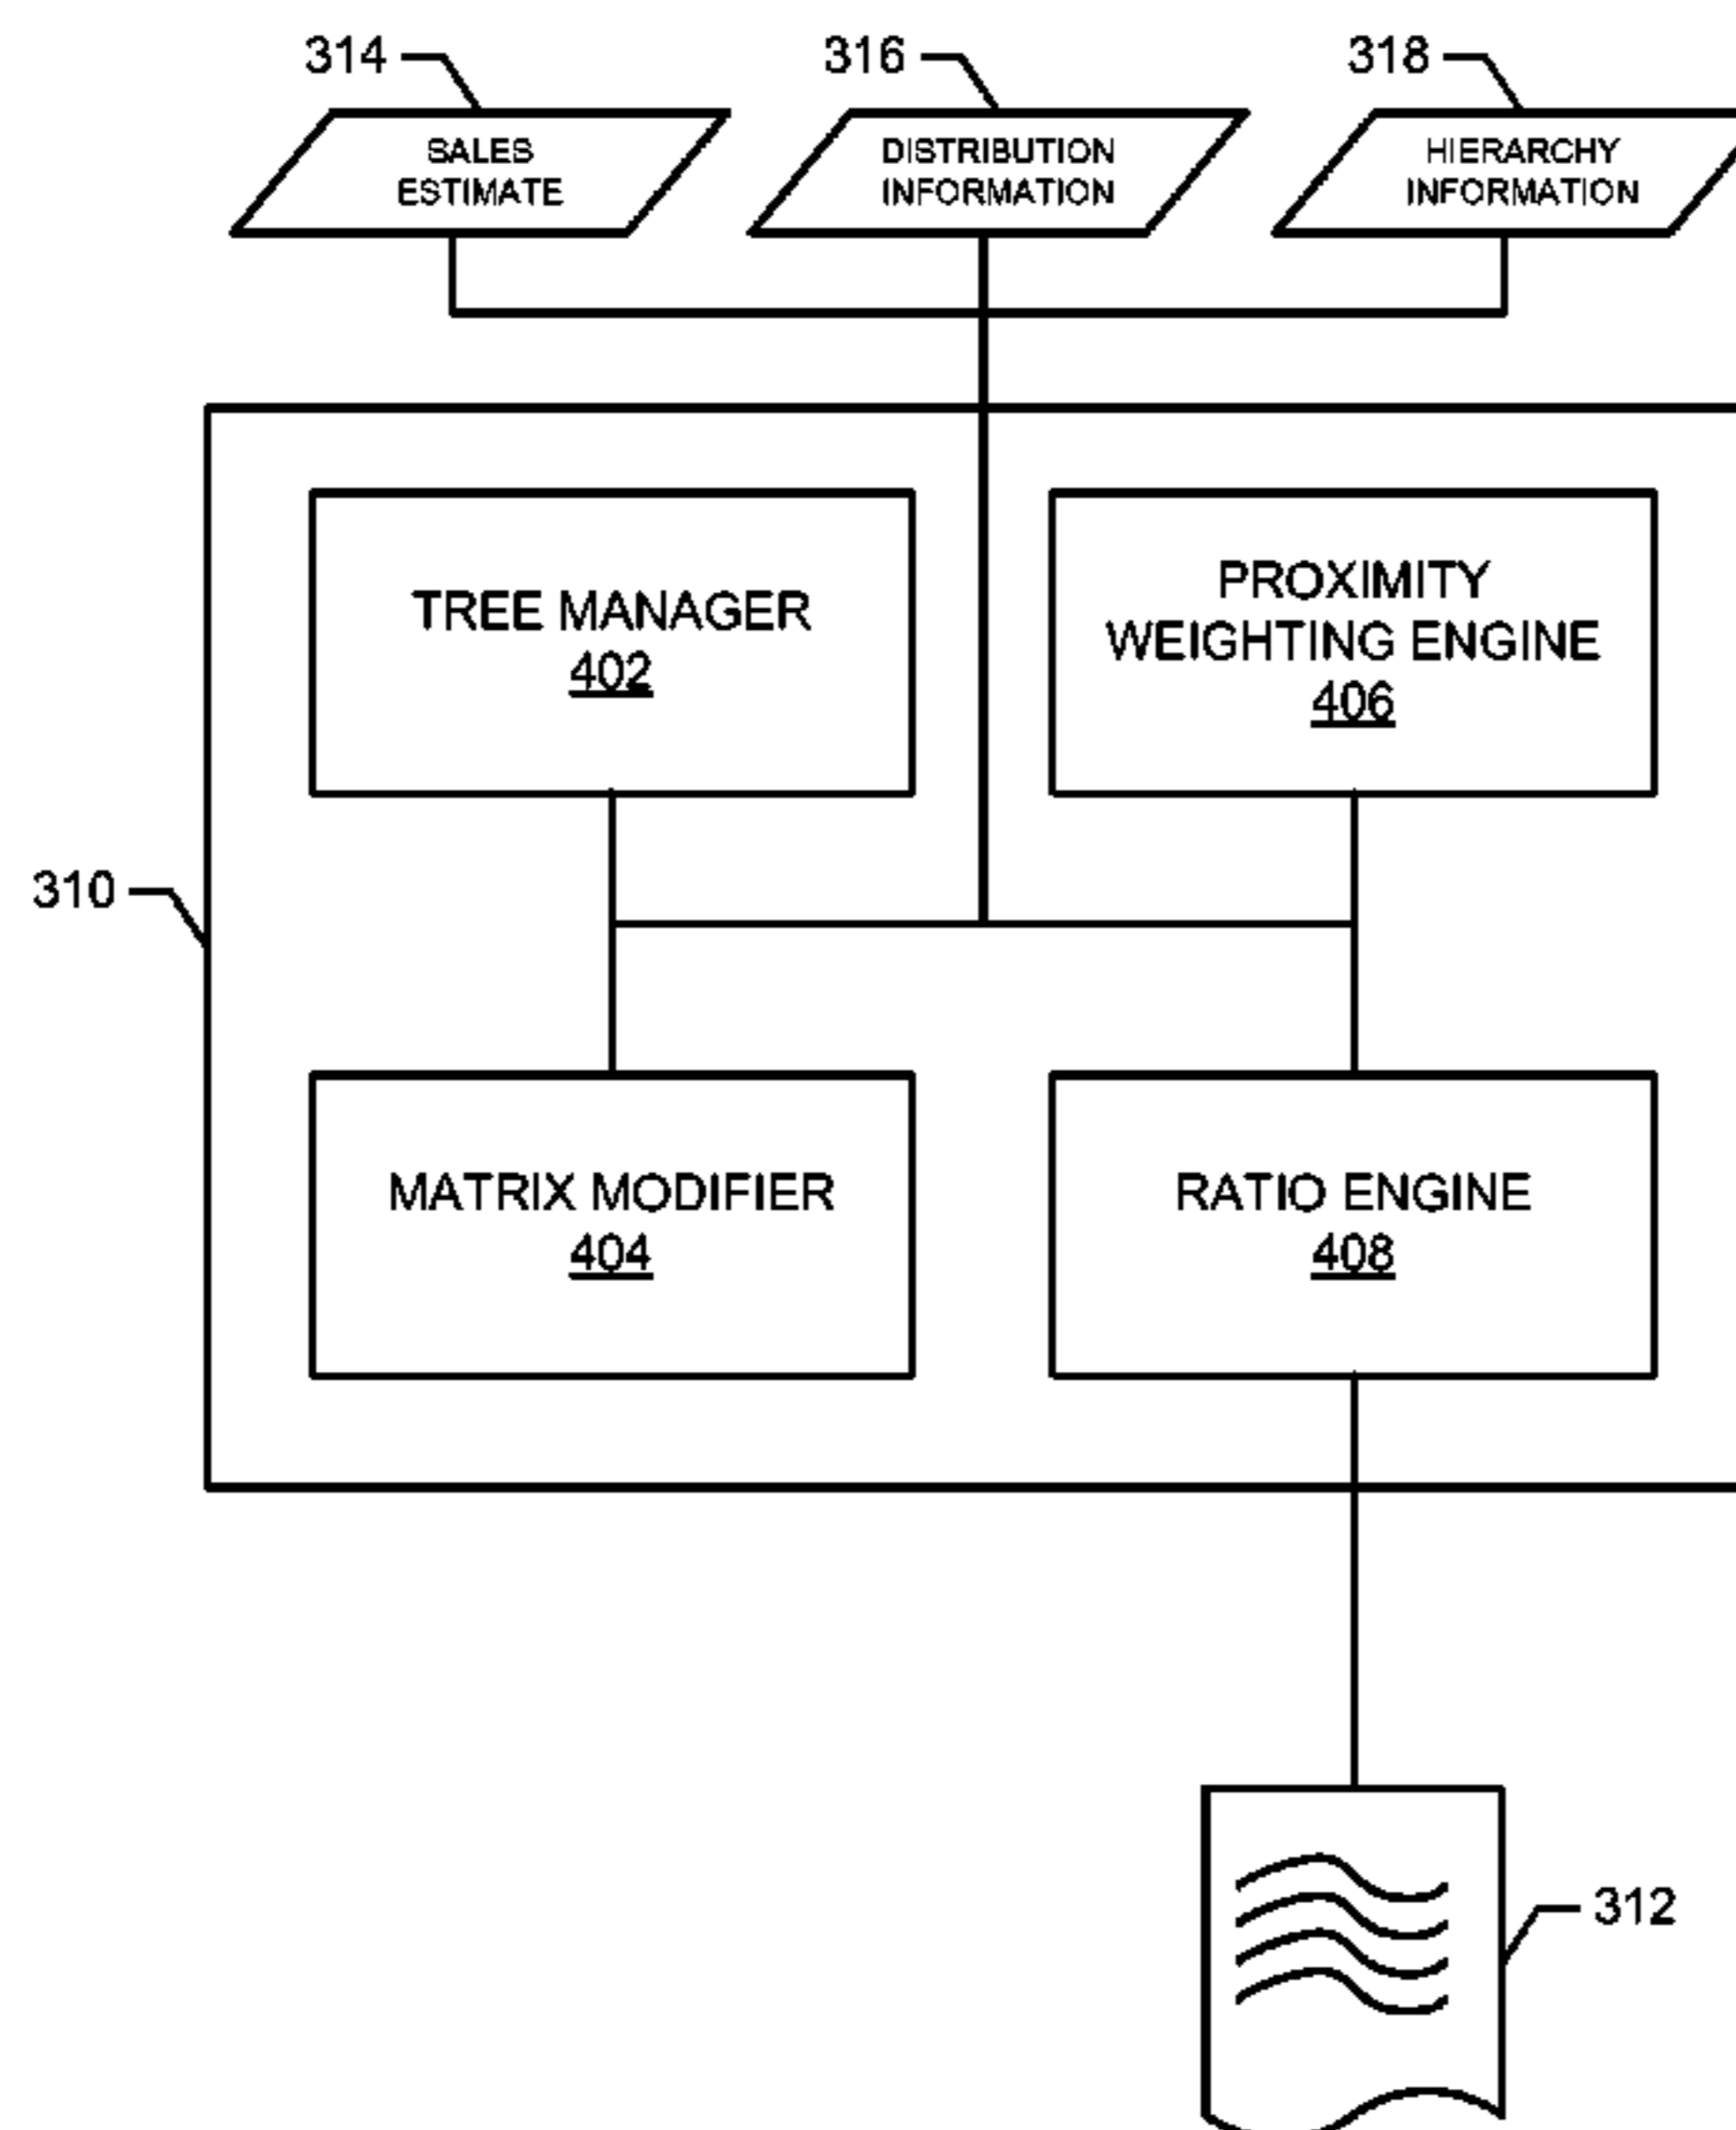 314
316
318
SALES
ESTIMATE
DISTRIBUTION
INFORMATION
HIERARCHY
INFORMATION
TREE MANAGER
402
PROXIMITY
WEIGHTING ENGINE
406
310
MATRIX MODIFIER
404
RATIO ENGINE
408
312